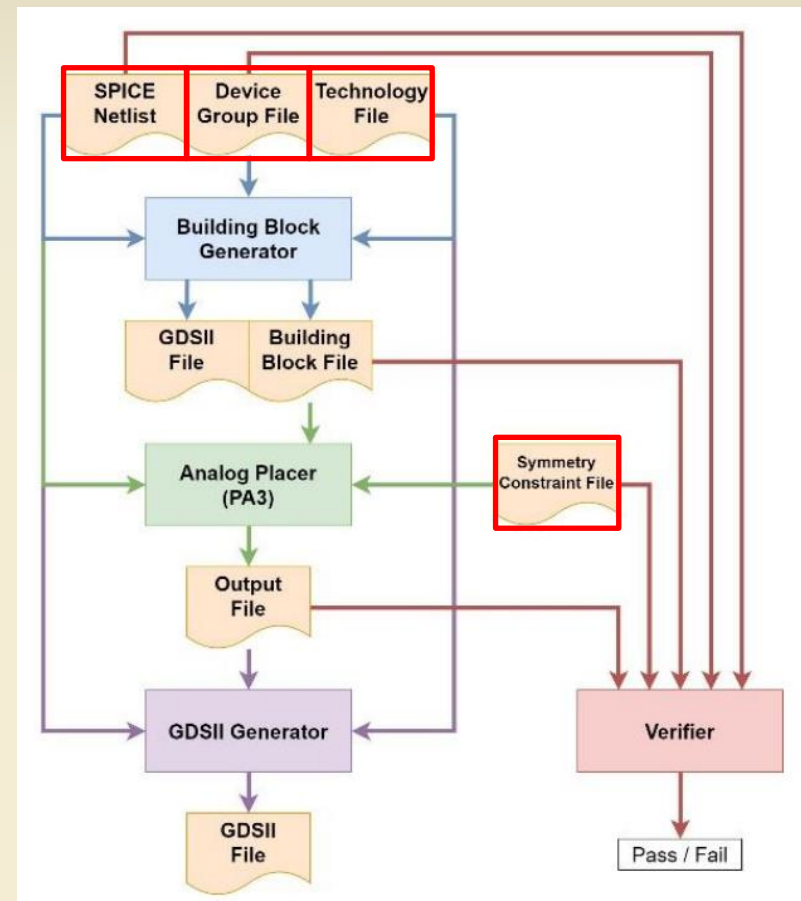 SPICE
Netlist
Device
Group File
Technology
File
Building Block
Generator
GDSII
File
Building
Block File
Analog Placer
(PA3)
Symmetry
Constraint File
Output
File
GDSII Generator
Verifier
GDSII
File
Pass / Fail